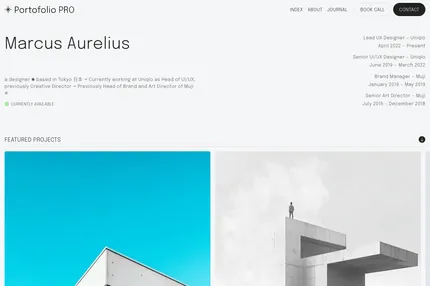 Portofolio PRO
INDEX ABOUT JOURNAL BOOK CALL CONTACT
Marcus Aurelius
Lead UX Designer - Uniqlo
April 2022 - Present
Senior UI/UX Designer - Uniqlo
June 2019 - March 2022
Brand Manager - Muji
January 2019 - May 2019
Senior Art Director - Muji
July 2015 - December 2018
a designer based in Tokyo 日本 → Currently working at Uniqlo as Head of UI/UX,
previously Creative Director → Previously Head of Brand and Art Director of Muji
CURRENTLY AVAILABLE
FEATURED PROJECTS